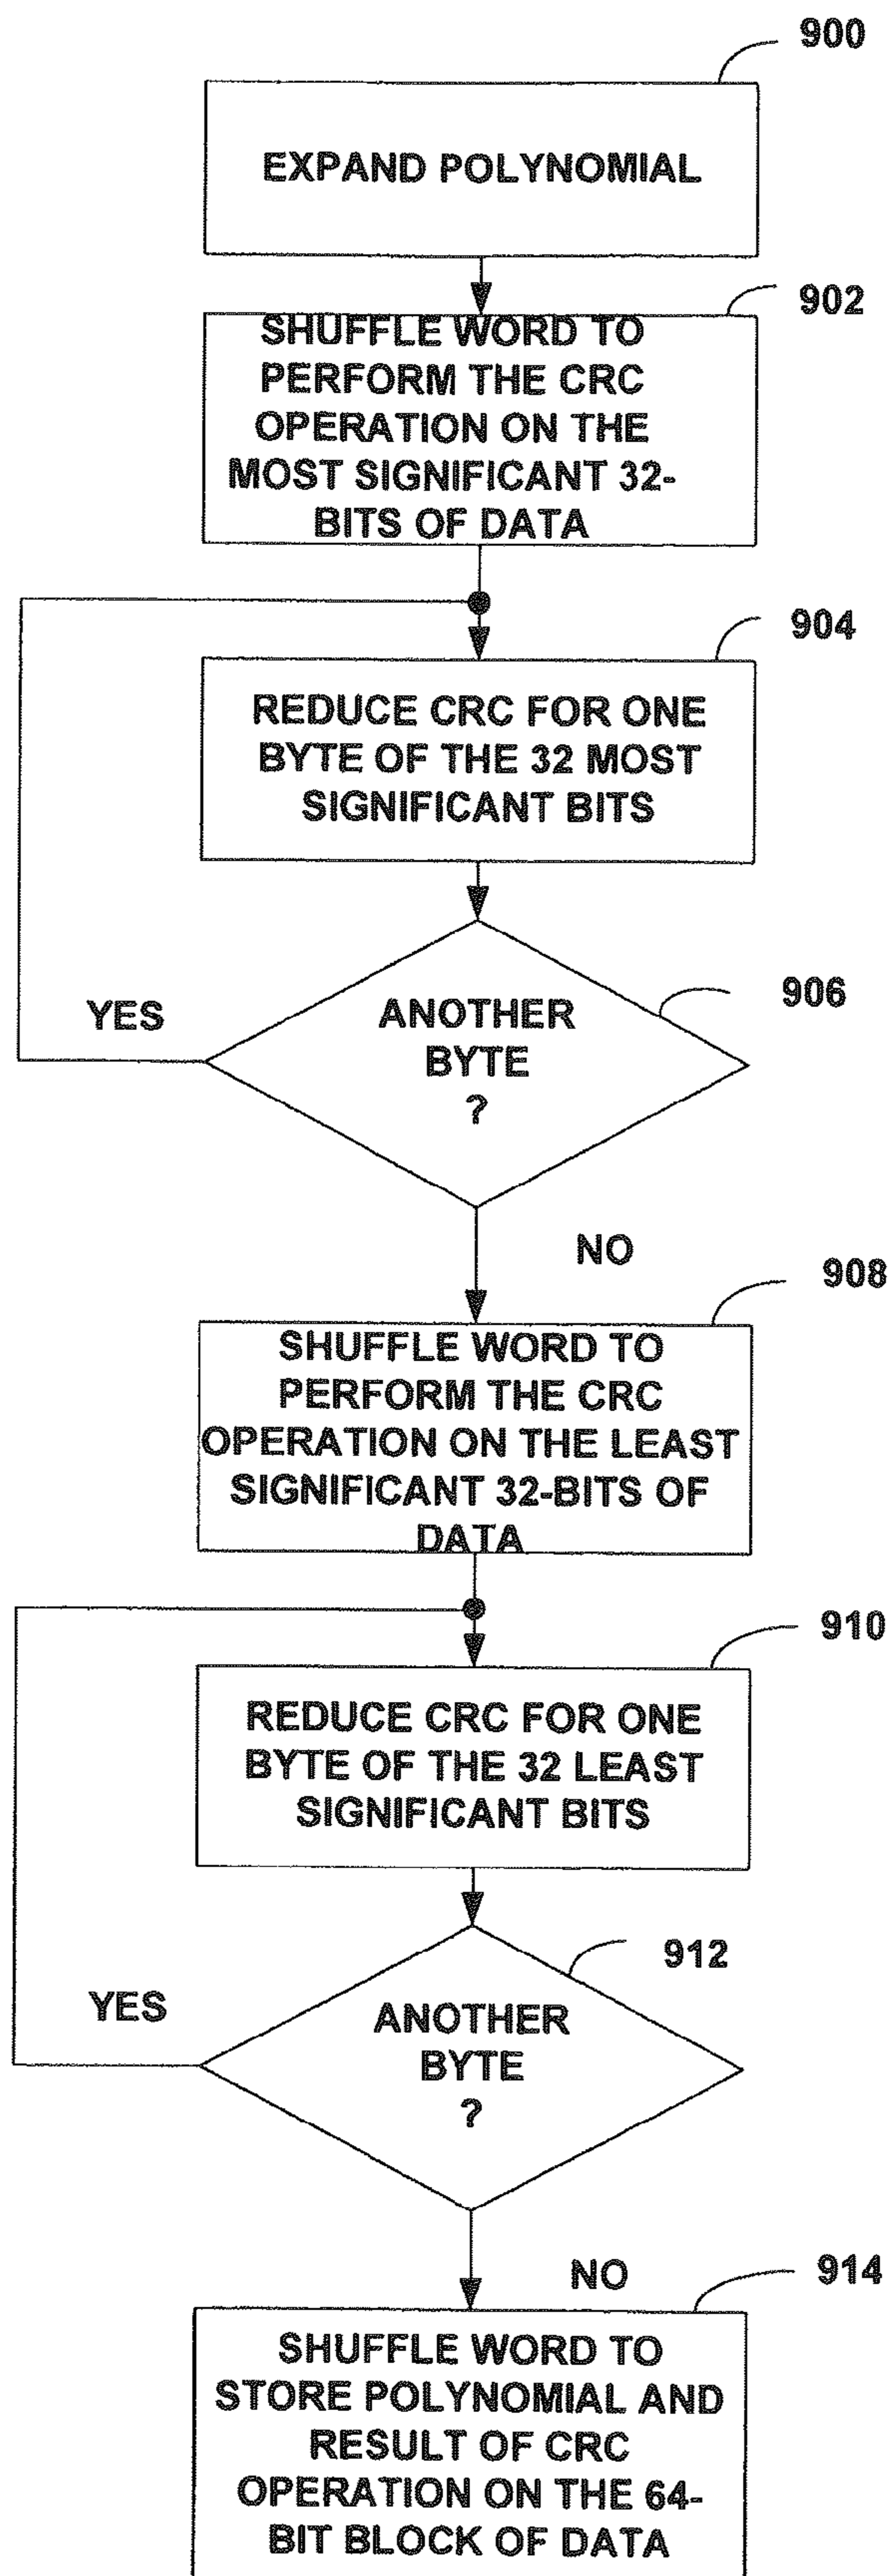 900
EXPAND POLYNOMIAL
902
SHUFFLE WORD TO
PERFORM THE CRC
OPERATION ON THE
MOST SIGNIFICANT 32-
BITS OF DATA
904
REDUCE CRC FOR ONE
BYTE OF THE 32 MOST
SIGNIFICANT BITS
906
YES
ANOTHER
BYTE
?
NO
908
SHUFFLE WORD TO
PERFORM THE CRC
OPERATION ON THE LEAST
SIGNIFICANT 32-BITS OF
DATA
910
REDUCE CRC FOR ONE
BYTE OF THE 32 LEAST
SIGNIFICANT BITS
912
YES
ANOTHER
BYTE
?
NO
914
SHUFFLE WORD TO
STORE POLYNOMIAL AND
RESULT OF CRC
OPERATION ON THE 64-
BIT BLOCK OF DATA